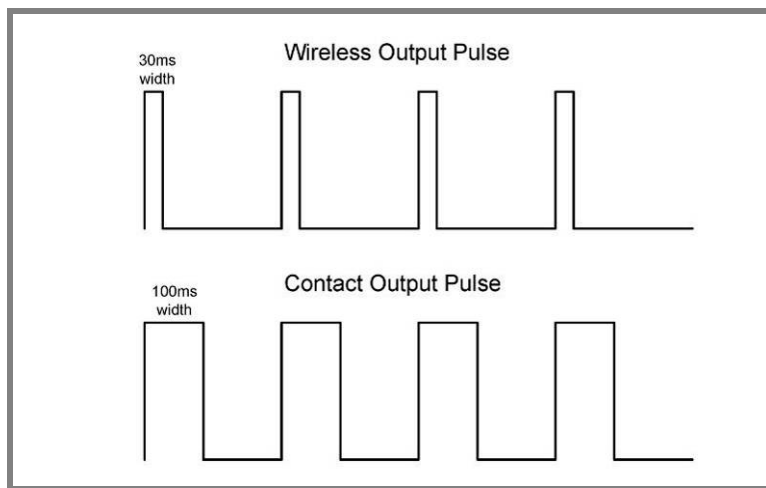 Wireless Output Pulse
30ms
width
Contact Output Pulse
100ms
width